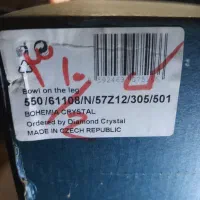 Bowl on the leg
550/61108/N/57Z12/305/501
BOHEMIA CRYSTAL
Ordered by Diamond Crystal
MADE IN CZECH REPUBLIC